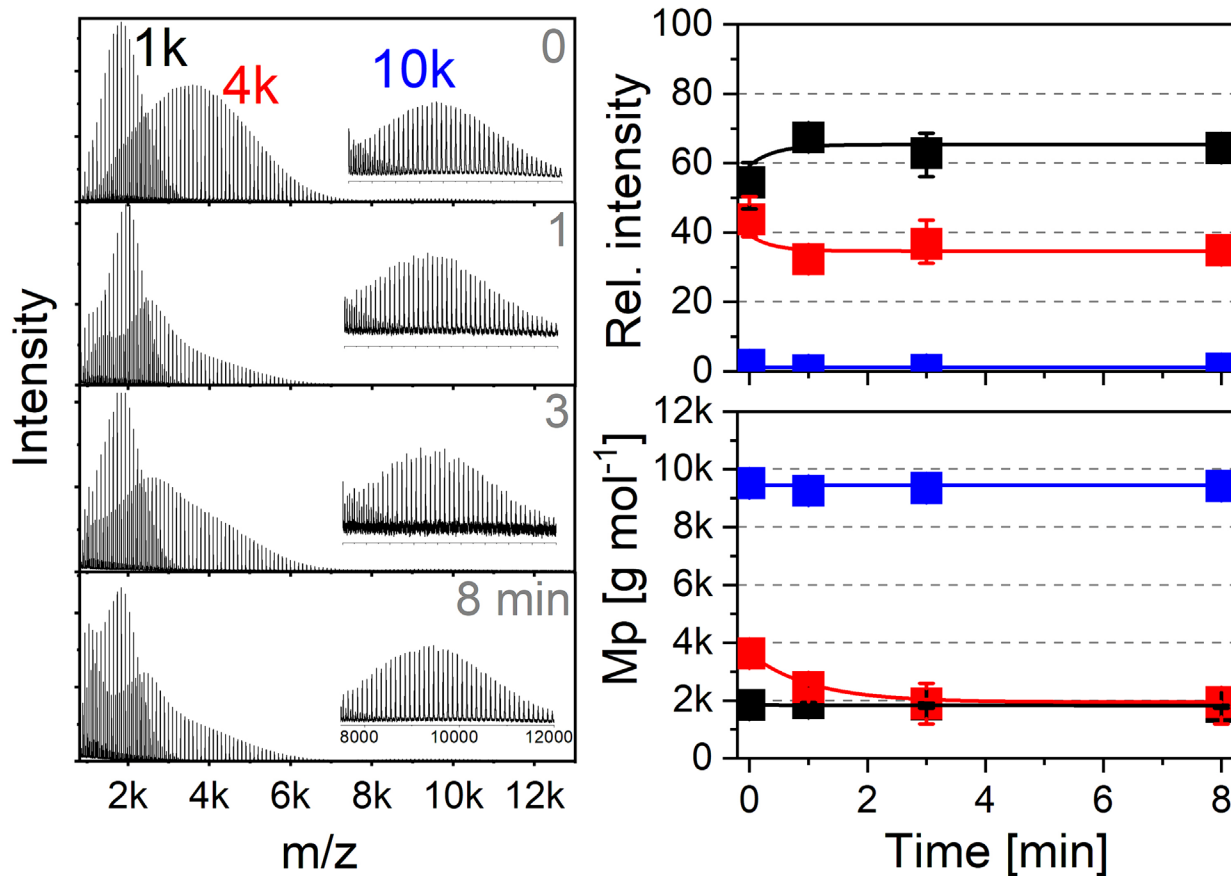 1k
4k
10k
0
1
3
8 min
8000
10000
12000
Intensity
2k
4k
6k
8k
10k
12k
m/z
100
80
60
40
20
0
Rel. intensity
12k
10k
8k
6k
4k
2k
0
Mp [g mol⁻¹]
0
2
4
6
8
Time [min]